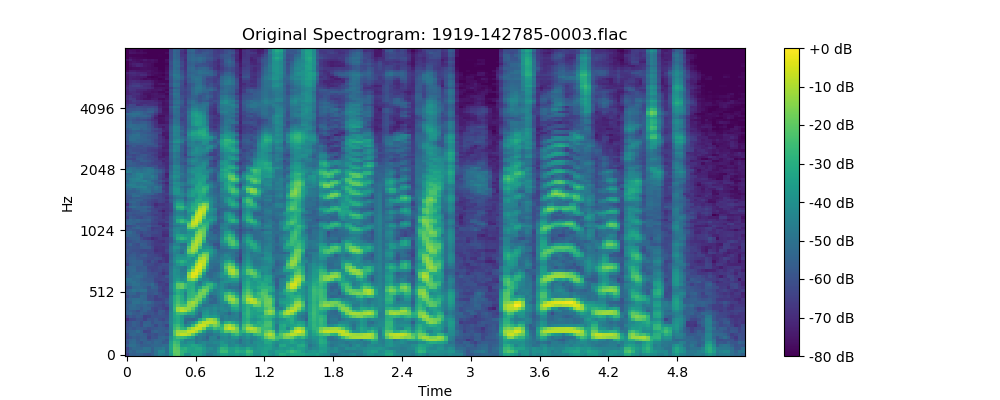 Original Spectrogram: 1919-142785-0003.flac
Hz
4096
2048
1024
512
0
0 0.6 1.2 1.8 2.4 3 3.6 4.2 4.8
Time
+0 dB
-10 dB
-20 dB
-30 dB
-40 dB
-50 dB
-60 dB
-70 dB
-80 dB